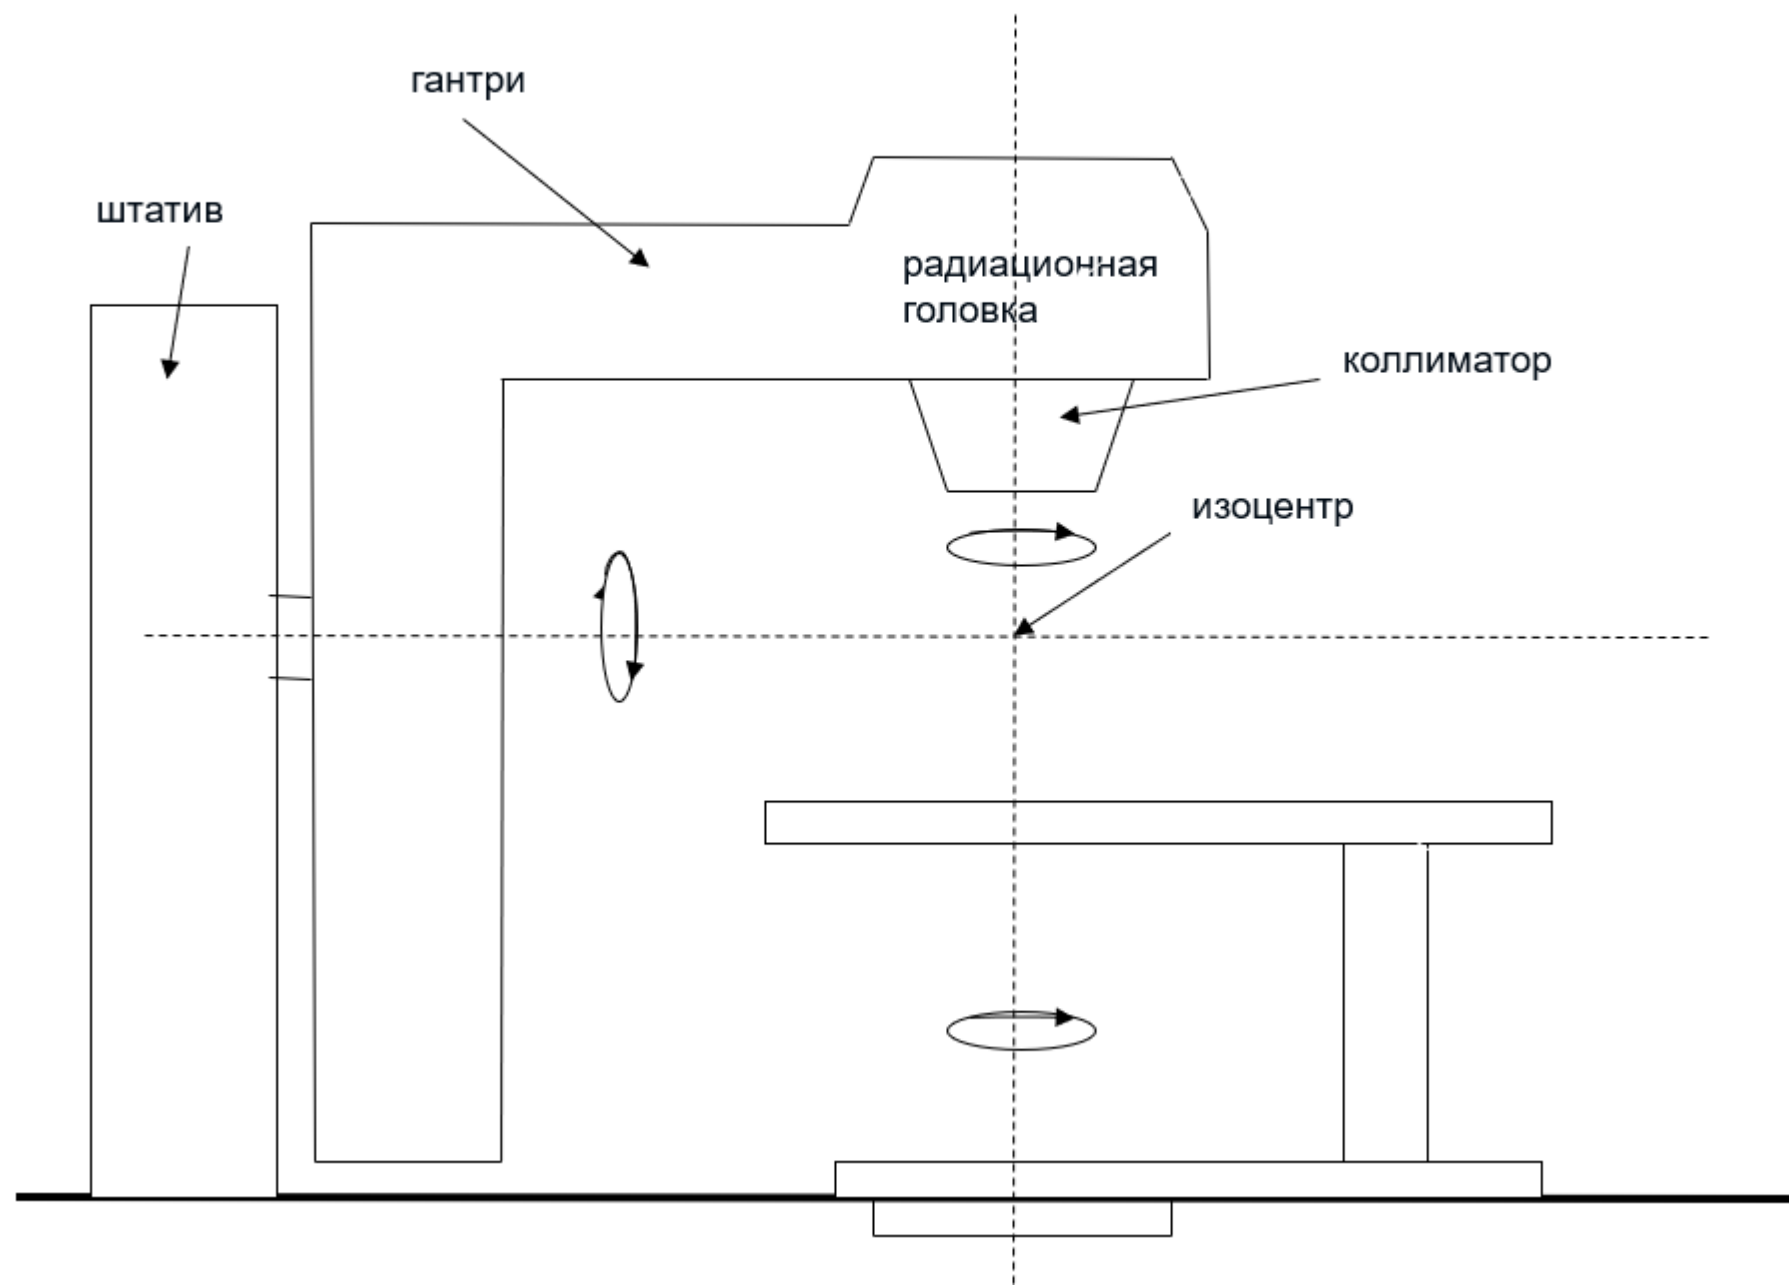 гантри
штатив
радиационная
головка
коллиматор
изоцентр